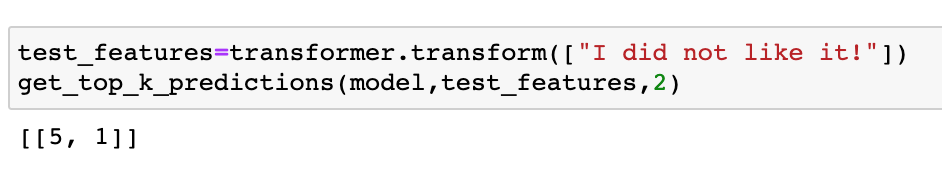 test_features=transformer.transform(["I did not like it!"])
get_top_k_predictions(model,test_features,2)
[[5, 1]]